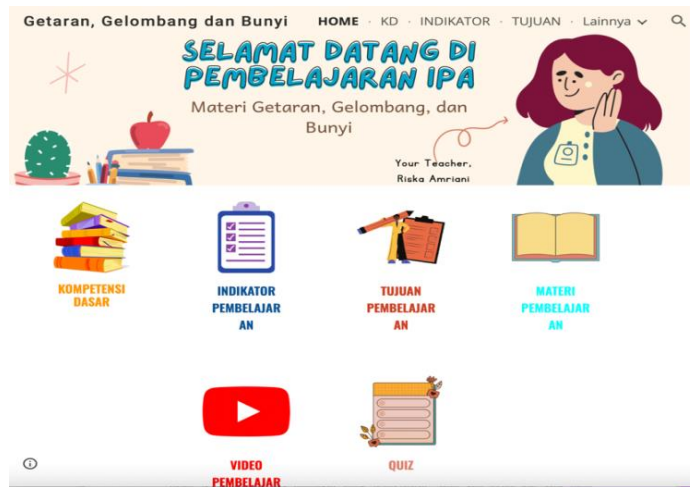 Getaran, Gelombang dan Bunyi HOME · KD · INDIKATOR · TUJUAN · Lainnya
SELAMAT DATANG DI
PEMBELAJARAN IPA
Materi Getaran, Gelombang, dan
Bunyi
Your Teacher,
Riska Amriani
KOMPETENSI
DASAR
INDIKATOR
PEMBELAJAR
AN
TUJUAN
PEMBELAJAR
AN
MATERI
PEMBELAJAR
AN
VIDEO
PEMBELAJAR
QUIZ